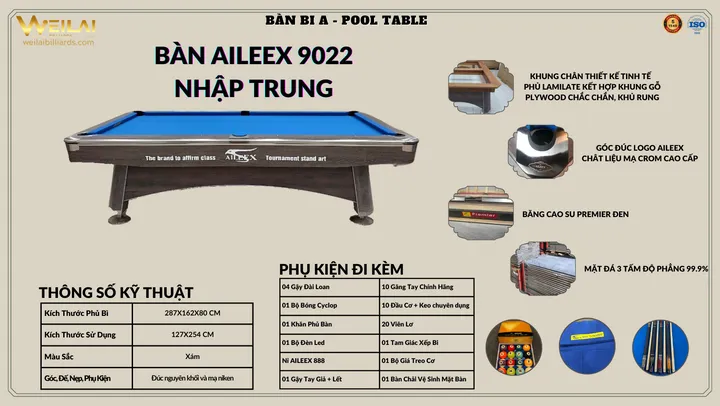 BÀN BI A - POOL TABLE
WEILAI
weilaibilliards.com
5
YEAR
ISO
BÀN AILEEX 9022
NHẬP TRUNG
The brand to affirm class
AILEEX
Tournament stand art
KHUNG CHÂN THIẾT KẾ TINH TẾ
PHỦ LAMILATE KẾT HỢP KHUNG GỖ
PLYWOOD CHẮC CHẮN, KHỬ RUNG
GÓC ĐÚC LOGO AILEEX
CHÂT LIỆU MẠ CROM CAO CẤP
Premier
BĂNG CAO SU PREMIER ĐEN
MẶT ĐÁ 3 TẤM ĐỘ PHẲNG 99.9%
THÔNG SỐ KỸ THUẬT
Kích Thước Phủ Bì
287X162X80 CM
Kích Thước Sử Dụng
127X254 CM
Màu Sắc
Xám
Góc, Đế, Nẹp, Phụ Kiện
Đúc nguyên khối và mạ niken
PHỤ KIỆN ĐI KÈM
04 Gậy Đài Loan
10 Găng Tay Chính Hãng
01 Bộ Bóng Cyclop
10 Đầu Cơ + Keo chuyên dụng
01 Khăn Phủ Bàn
20 Viên Lơ
01 Bộ Đèn Led
01 Tam Giác Xếp Bi
Nỉ AILEEX 888
01 Bộ Giá Treo Cơ
01 Gậy Tay Giả + Lết
01 Bàn Chải Vệ Sinh Mặt Bàn